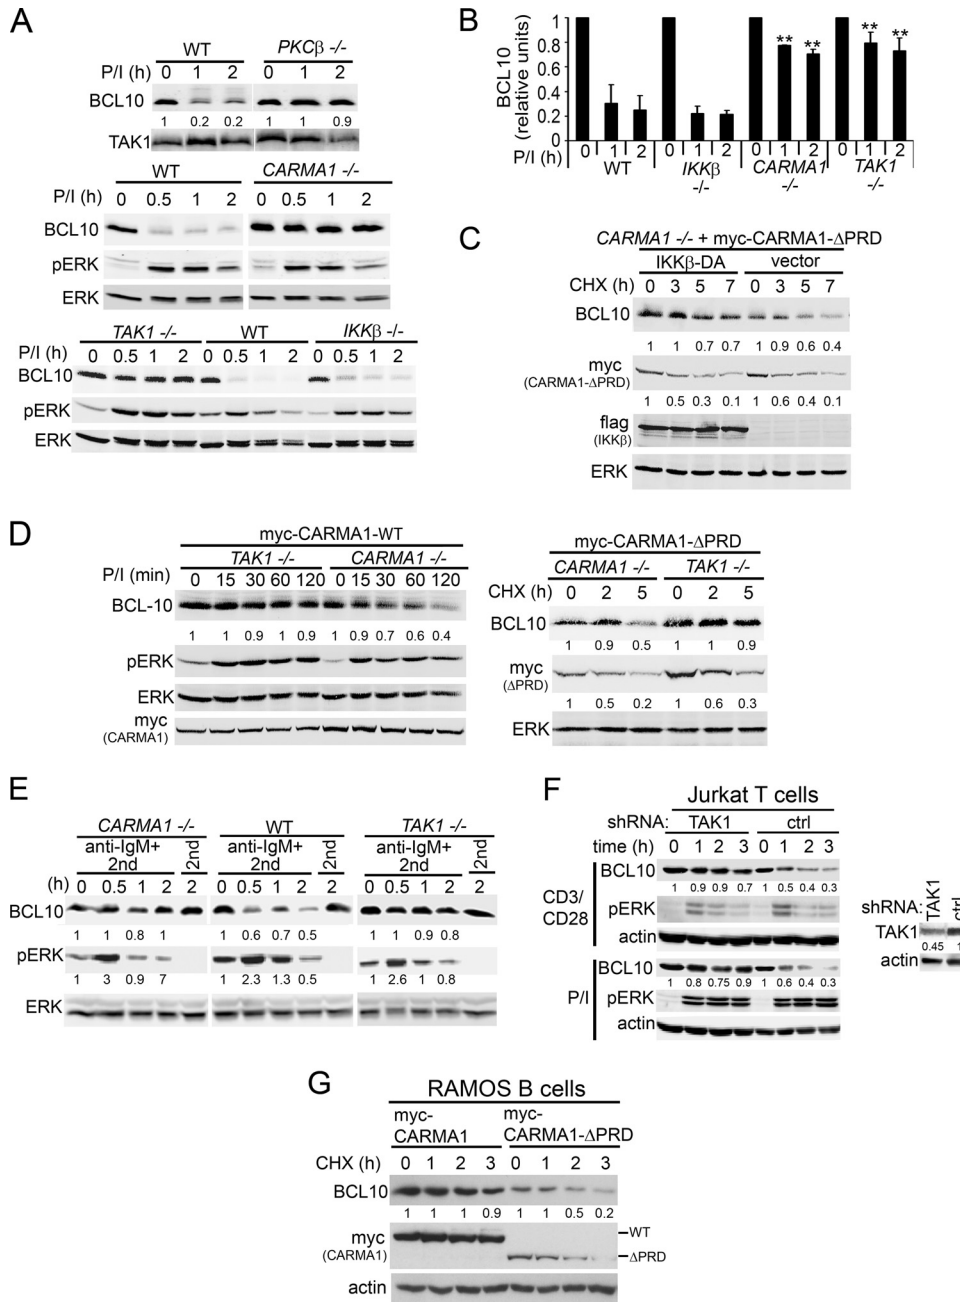 A
WT PKCβ -/-
P/I (h) 0 1 2 0 1 2
BCL10
1 0.2 0.2 1 1 0.9
TAK1
WT CARMA1 -/-
P/I (h) 0 0.5 1 2 0 0.5 1 2
BCL10
pERK
ERK
TAK1 -/- WT IKKβ -/-
P/I (h) 0 0.5 1 2 0 0.5 1 2 0 0.5 1 2
BCL10
pERK
ERK
B
BCL10
(relative units)
1
0.8
0.6
0.4
0.2
0
** ** ** **
P/I (h) 0 1 2 0 1 2 0 1 2 0 1 2
WT IKKβ -/- CARMA1 -/- TAK1 -/-
C
CARMA1 -/- + myc-CARMA1-ΔPRD
IKKβ-DA vector
CHX (h) 0 3 5 7 0 3 5 7
BCL10
1 1 0.7 0.7 1 0.9 0.6 0.4
myc
(CARMA1-ΔPRD)
1 0.5 0.3 0.1 1 0.6 0.4 0.1
flag
(IKKβ)
ERK
D
myc-CARMA1-WT
TAK1 -/- CARMA1 -/-
P/I (min) 0 15 30 60 120 0 15 30 60 120
BCL-10
1 1 0.9 1 0.9 1 0.9 0.7 0.6 0.4
pERK
ERK
myc
(CARMA1)
myc-CARMA1-ΔPRD
CARMA1 -/- TAK1 -/-
CHX (h) 0 2 5 0 2 5
BCL10
1 0.9 0.5 1 1 0.9
myc
(ΔPRD)
1 0.5 0.2 1 0.6 0.3
ERK
E
CARMA1 -/- WT TAK1 -/-
anti-IgM+ 2nd 2nd anti-IgM+ 2nd 2nd anti-IgM+ 2nd 2nd
(h) 0 0.5 1 2 2 0 0.5 1 2 2 0 0.5 1 2 2
BCL10
1 1 0.8 1 1 0.6 0.7 0.5 1 1 0.9 0.8
pERK
1 3 0.9 7 1 2.3 1.3 0.5 1 2.6 1 0.8
ERK
F
Jurkat T cells
shRNA: TAK1 ctrl
time (h) 0 1 2 3 0 1 2 3
CD3/
CD28
BCL10
1 0.9 0.9 0.7 1 0.5 0.4 0.3
pERK
actin
P/I
BCL10
1 0.8 0.75 0.9 1 0.6 0.4 0.3
pERK
actin
shRNA: TAK1 ctrl
TAK1
0.45 1
actin
G
RAMOS B cells
myc- myc-
CARMA1 CARMA1-ΔPRD
CHX (h) 0 1 2 3 0 1 2 3
BCL10
1 1 1 0.9 1 1 0.5 0.2
myc
(CARMA1)
WT
ΔPRD
actin